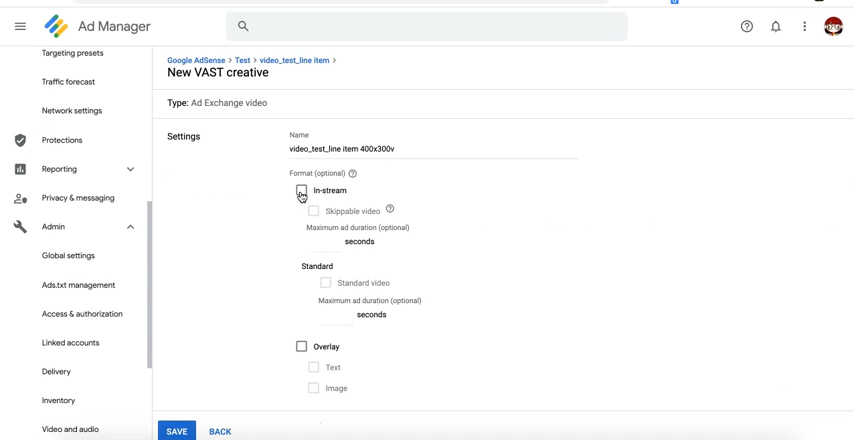 Ad Manager
Targeting presets
Traffic forecast
Network settings
Protections
Reporting
Privacy & messaging
Admin
Global settings
Ads.txt management
Access & authorization
Linked accounts
Delivery
Inventory
Video and audio
Google AdSense > Test > video_test_line item >
New VAST creative
Type: Ad Exchange video
Settings
Name
video_test_line item 400x300v
Format (optional)
In-stream
Skippable video
Maximum ad duration (optional)
seconds
Standard
Standard video
Maximum ad duration (optional)
seconds
Overlay
Text
Image
SAVE BACK